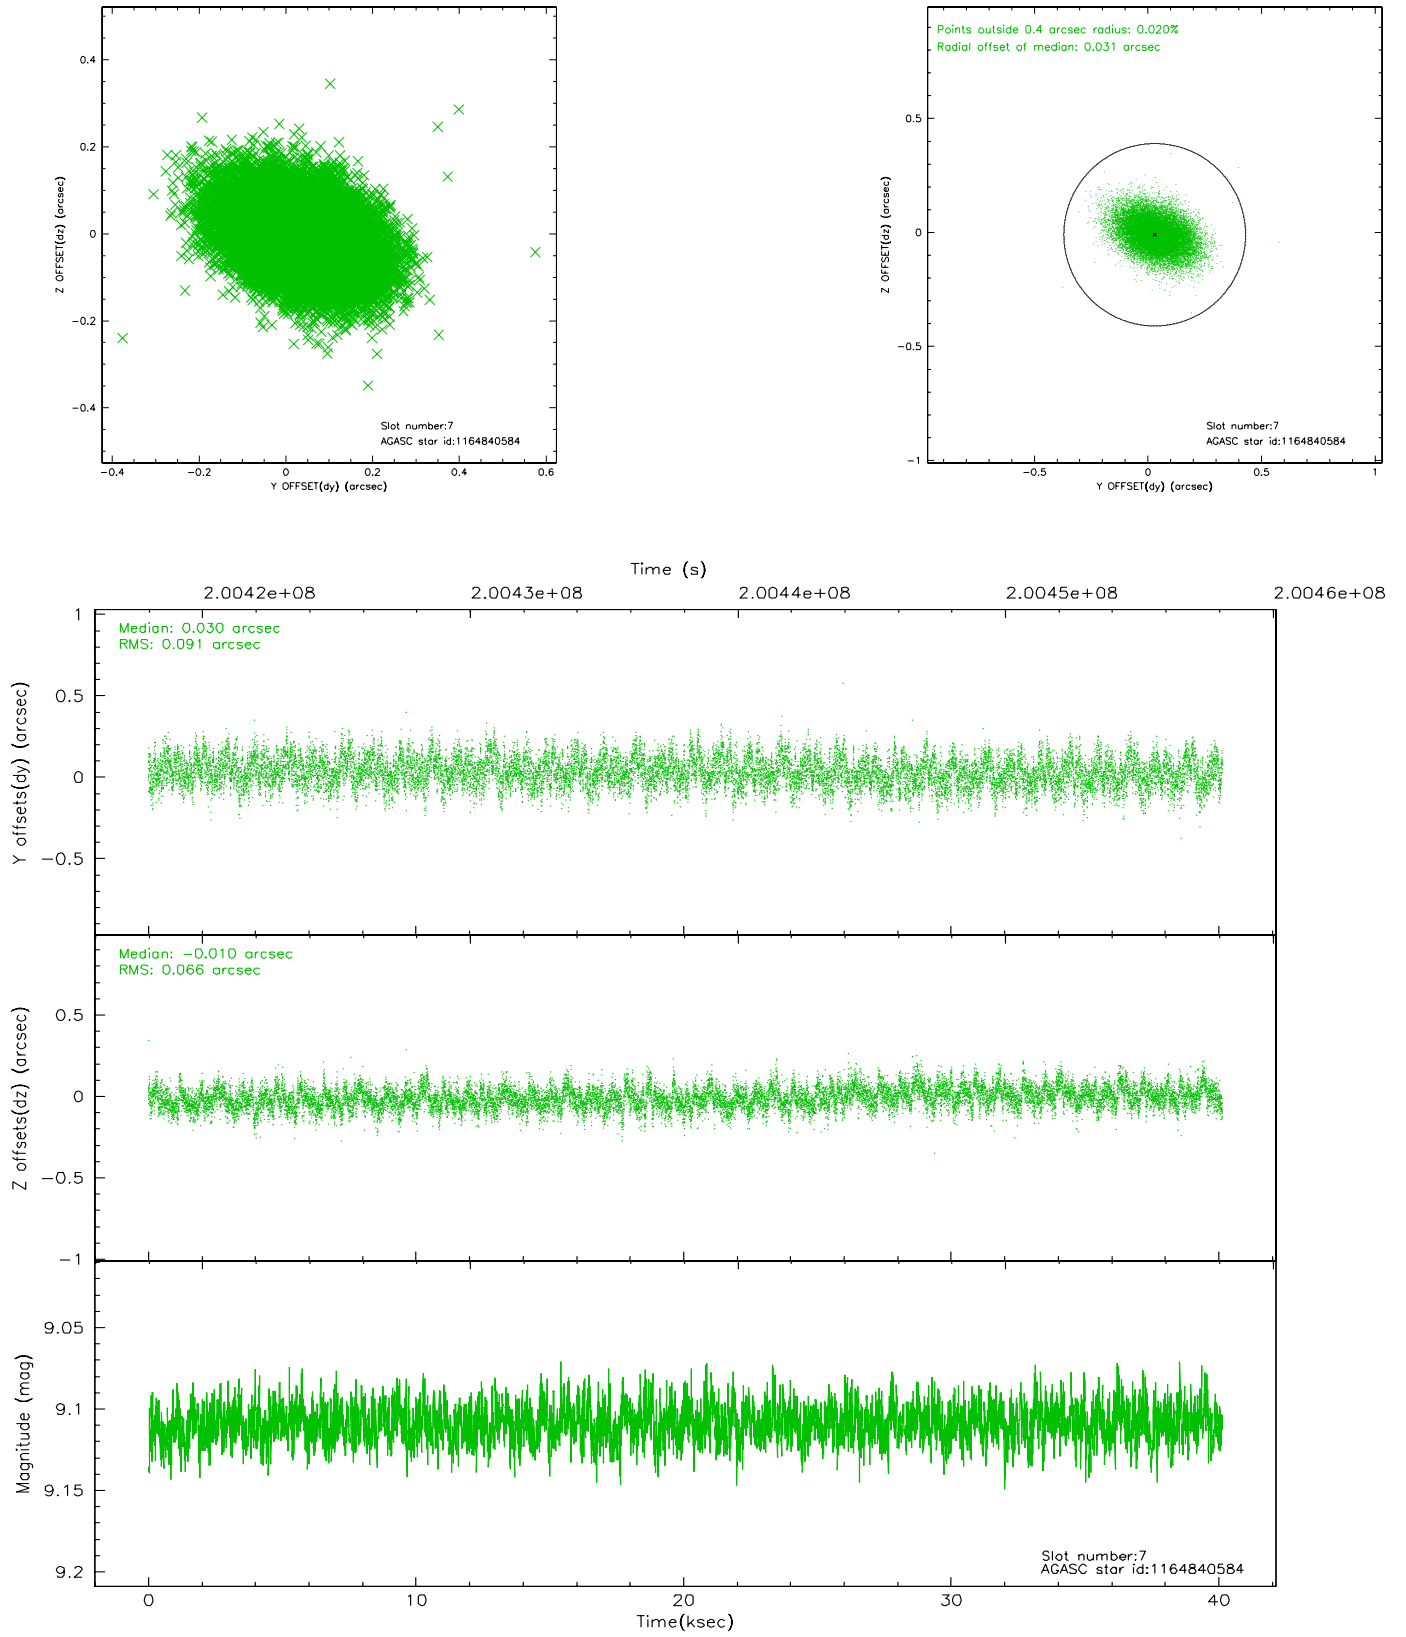 0.4
0.2
0
-0.2
-0.4
Z OFFSET(dz) (arcsec)
Slot number:7
AGASC star id:1164840584
-0.4 -0.2 0 0.2 0.4 0.6
Y OFFSET(dy) (arcsec)
Points outside 0.4 arcsec radius: 0.020%
Radial offset of median: 0.031 arcsec
0.5
0
-0.5
-1
Z OFFSET(dz) (arcsec)
Slot number:7
AGASC star id:1164840584
-0.5 0 0.5 1
Y OFFSET(dy) (arcsec)
Time (s)
2.0042e+08 2.0043e+08 2.0044e+08 2.0045e+08 2.0046e+08
Median: 0.030 arcsec
RMS: 0.091 arcsec
1
0.5
0
-0.5
Y offsets(dy) (arcsec)
Median: -0.010 arcsec
RMS: 0.066 arcsec
0.5
0
-0.5
-1
Z offsets(dz) (arcsec)
9.05
9.1
9.15
9.2
Magnitude (mag)
Slot number:7
AGASC star id:1164840584
0 10 20 30 40
Time(ksec)